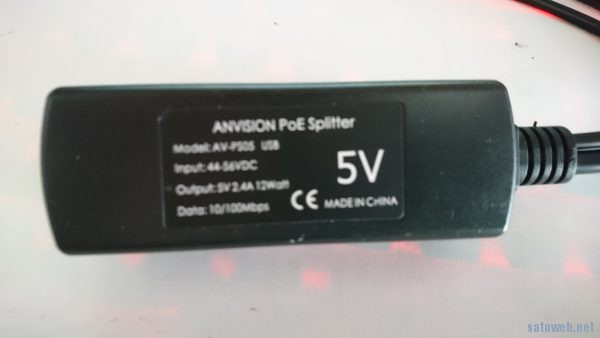 ANVISION PoE Splitter
Model: AV-PS05 USB
Input: 44-56VDC
Output: 5V 2.4A 12Watt
Data: 10/100Mbps
5V
CE MADE IN CHINA
satoweb.net